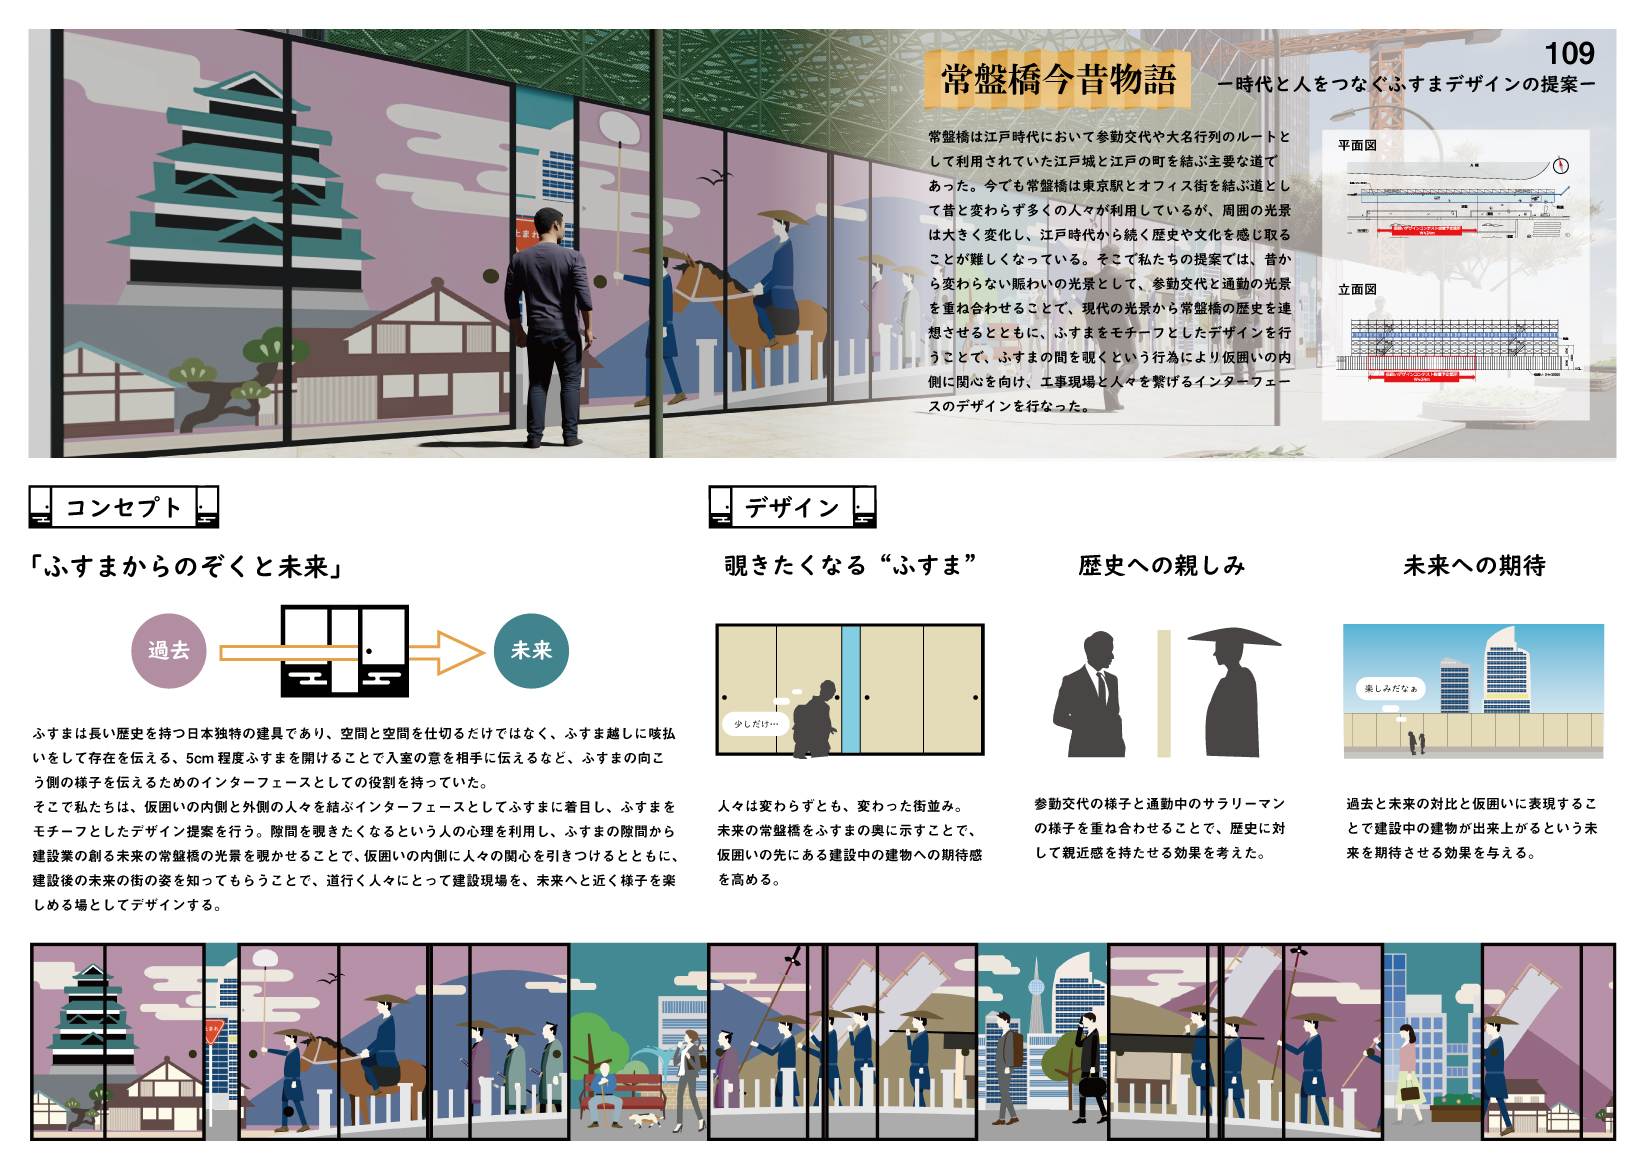 109
常盤橋今昔物語
ー時代と人をつなぐふすまデザインの提案ー
常盤橋は江戸時代において参勤交代や大名行列のルートと
して利用されていた江戸城と江戸の町を結ぶ主要な道で
あった。今でも常盤橋は東京駅とオフィス街を結ぶ道とし
て昔と変わらず多くの人々が利用しているが、周囲の光景
は大きく変化し、江戸時代から続く歴史や文化を感じ取る
ことが難しくなっている。そこで私たちの提案では、昔か
ら変わらない賑わいの光景として、参勤交代と通勤の光景
を重ね合わせることで、現代の光景から常盤橋の歴史を連
想させるとともに、ふすまをモチーフとしたデザインを行
うことで、ふすまの間を覗くという行為により仮囲いの内
側に関心を向け、工事現場と人々を繋げるインターフェー
スのデザインを行なった。
平面図
立面図
止まれ
コンセプト
「ふすまからのぞくと未来」
過去
未来
ふすまは長い歴史を持つ日本独特の建具であり、空間と空間を仕切るだけではなく、ふすま越しに咳払
いをして存在を伝える、5cm 程度ふすまを開けることで入室の意を相手に伝えるなど、ふすまの向こ
う側の様子を伝えるためのインターフェースとしての役割を持っていた。
そこで私たちは、仮囲いの内側と外側の人々を結ぶインターフェースとしてふすまに着目し、ふすまを
モチーフとしたデザイン提案を行う。隙間を覗きたくなるという人の心理を利用し、ふすまの隙間から
建設業の創る未来の常盤橋の光景を覗かせることで、仮囲いの内側に人々の関心を引きつけるとともに、
建設後の未来の街の姿を知ってもらうことで、道行く人々にとって建設現場を、未来へと近く様子を楽
しめる場としてデザインする。
デザイン
覗きたくなる“ふすま”
少しだけ…
人々は変わらずとも、変わった街並み。
未来の常盤橋をふすまの奥に示すことで、
仮囲いの先にある建設中の建物への期待感
を高める。
歴史への親しみ
参勤交代の様子と通勤中のサラリーマン
の様子を重ね合わせることで、歴史に対
して親近感を持たせる効果を考えた。
未来への期待
楽しみだなぁ
過去と未来の対比と仮囲いに表現するこ
とで建設中の建物が出来上がるという未
来を期待させる効果を与える。
止まれ